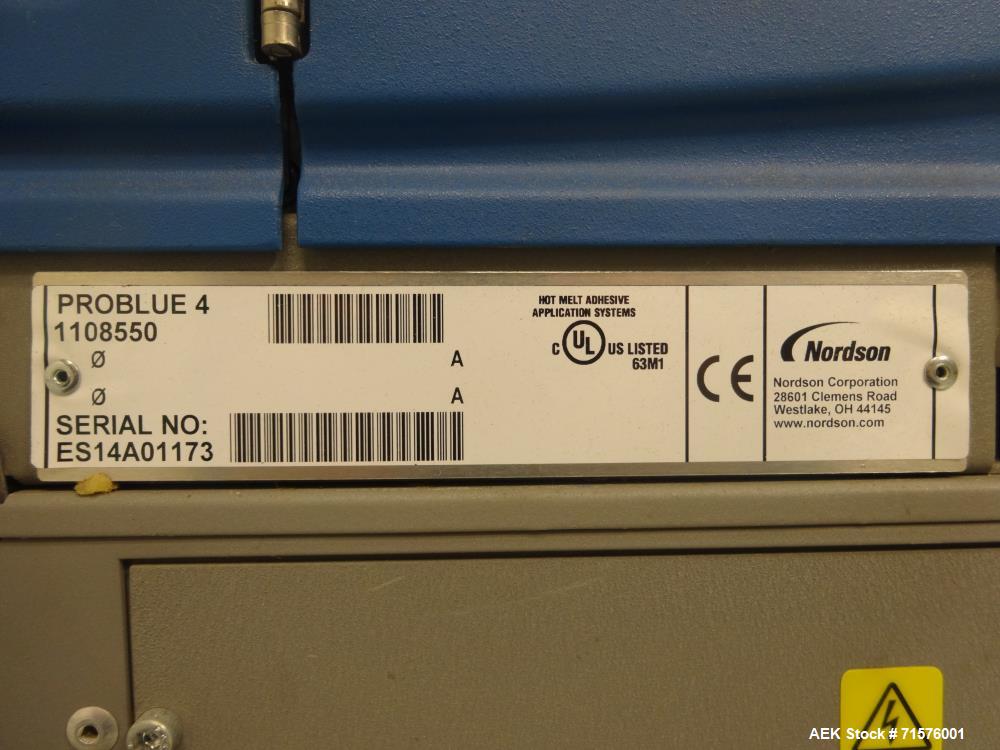 PROBLUE 4
1108550
Ø A
Ø A
SERIAL NO:
ES14A01173
HOT MELT ADHESIVE
APPLICATION SYSTEMS
C UL US LISTED
63M1
CE
Nordson
Nordson Corporation
28601 Clemens Road
Westlake, OH 44145
www.nordson.com
AEK Stock # 71576001